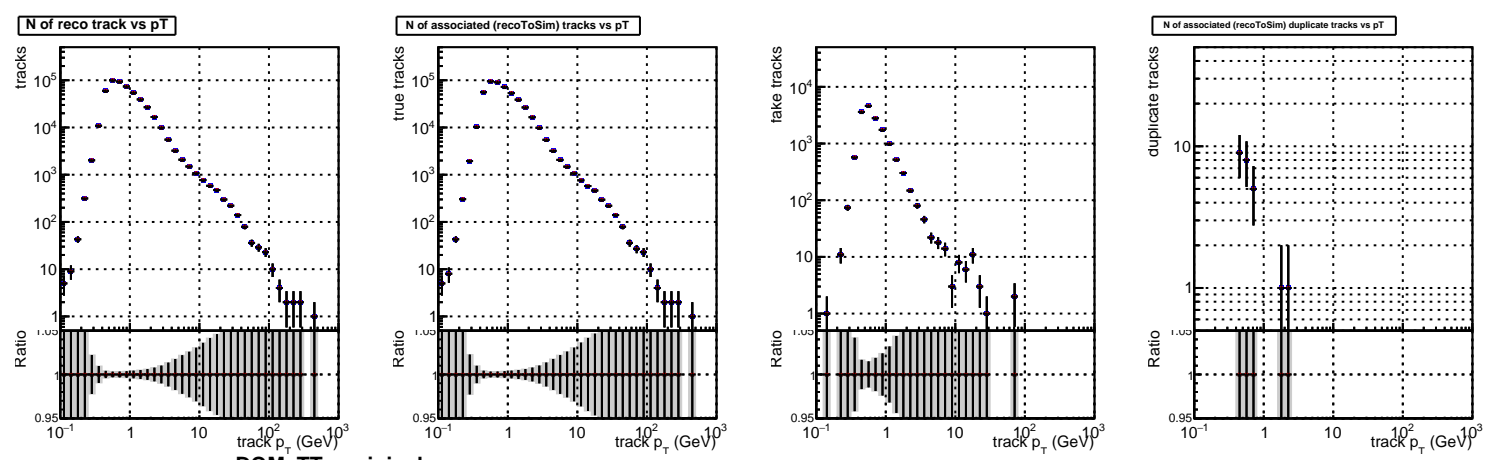 N of reco track vs pT
tracks
10^5
10^4
10^3
10^2
10
1
1.05
Ratio
1
0.95
10^-1 1 10 10^2 10^3
track p_T (GeV)
N of associated (recoToSim) tracks vs pT
true tracks
10^5
10^4
10^3
10^2
10
1
1.05
Ratio
1
0.95
10^-1 1 10 10^2 10^3
track p_T (GeV)
fake tracks
10^4
10^3
10^2
10
1
1.05
Ratio
1
0.95
10^-1 1 10 10^2 10^3
track p_T (GeV)
N of associated (recoToSim) duplicate tracks vs pT
duplicate tracks
10
1
1.05
Ratio
1
0.95
10^-1 1 10 10^2 10^3
track p_T (GeV)